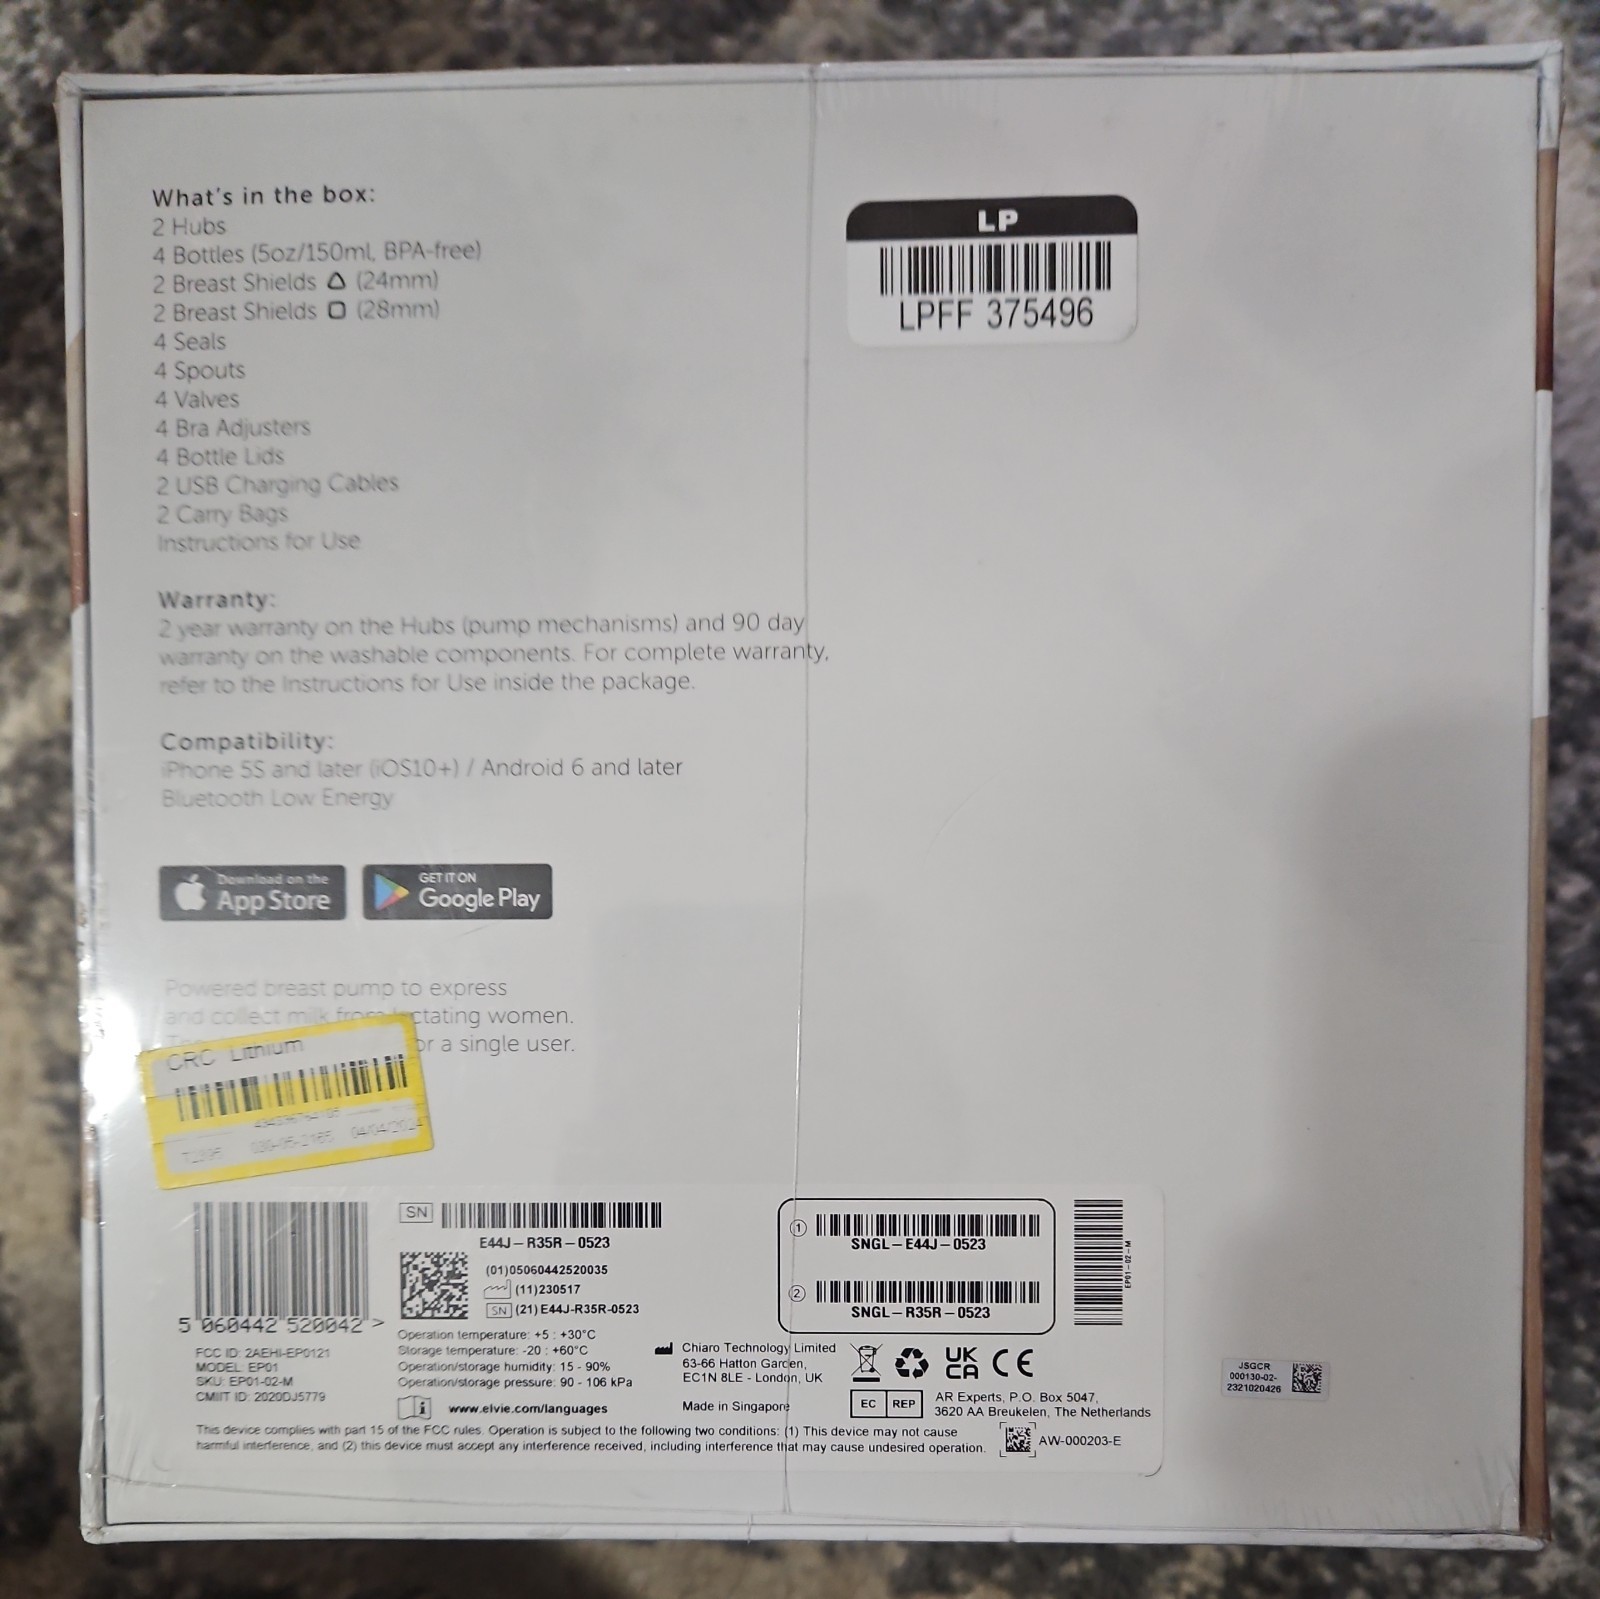 What's in the box:
2 Hubs
4 Bottles (5oz/150ml, BPA-free)
2 Breast Shields (24mm)
2 Breast Shields (28mm)
4 Seals
4 Spouts
4 Valves
4 Bra Adjusters
4 Bottle Lids
2 USB Charging Cables
2 Carry Bags
Instructions for Use
LP
LPFF 375496
Warranty:
2 year warranty on the Hubs (pump mechanisms) and 90 day
warranty on the washable components. For complete warranty,
refer to the Instructions for Use inside the package.
Compatibility:
iPhone 5S and later (iOS10+) / Android 6 and later
Bluetooth Low Energy
Download on the
App Store
GET IT ON
Google Play
Powered breast pump to express
and collect milk from lactating women.
or a single user.
CRC Lithium
04/04/2024
5 060442 520042 >
FCC ID: 2AEHI-EP0121
MODEL: EP01
SKU: EP01-02-M
CMIIT ID: 2020DJ5779
SN
E44J-R35R-0523
(01)05060442520035
(11)230517
SN (21) E44J-R35R-0523
Operation temperature: +5 : +30°C
Storage temperature: -20 : +60°C
Operation/storage humidity: 15 - 90%
Operation/storage pressure: 90 - 106 kPa
www.elvie.com/languages
1
SNGL-E44J-0523
2
SNGL-R35R-0523
EP01-02-M
Chiaro Technology Limited
63-66 Hatton Garden,
EC1N 8LE - London, UK
Made in Singapore
UK
CA
CE
EC REP
AR Experts, P.O. Box 5047,
3620 AA Breukelen, The Netherlands
This device complies with part 15 of the FCC rules. Operation is subject to the following two conditions: (1) This device may not cause
harmful interference, and (2) this device must accept any interference received, including interference that may cause undesired operation.
AW-000203-E
JSGCR
000130-02-
2321020426